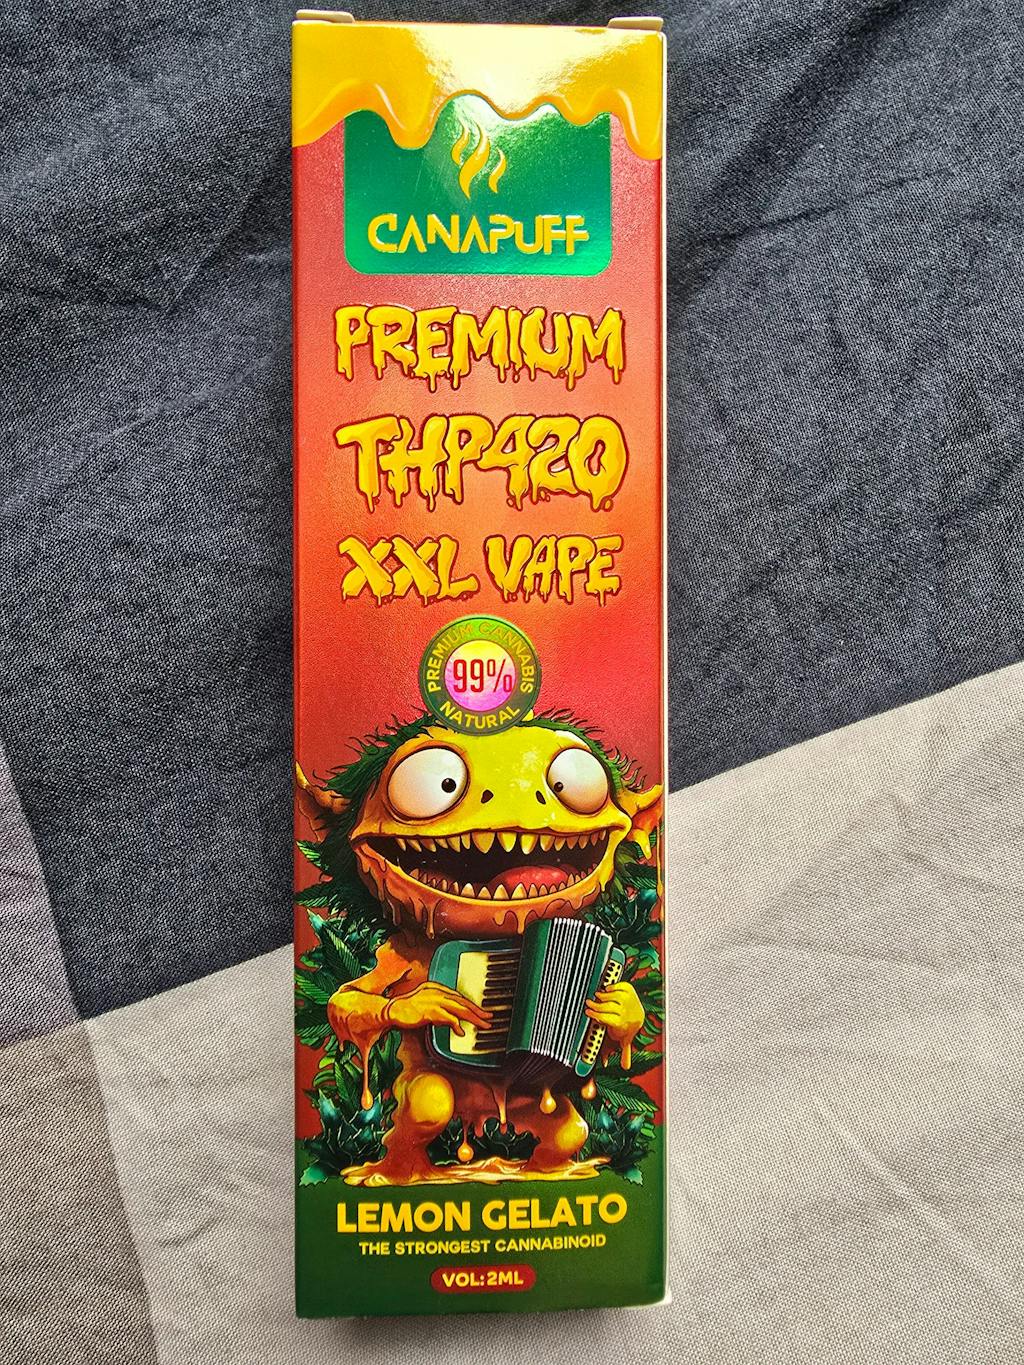 CANAPUFF
PREMIUM
THP420
XXL VAPE
PREMIUM CANNABIS
99%
NATURAL
LEMON GELATO
THE STRONGEST CANNABINOID
VOL:2ML